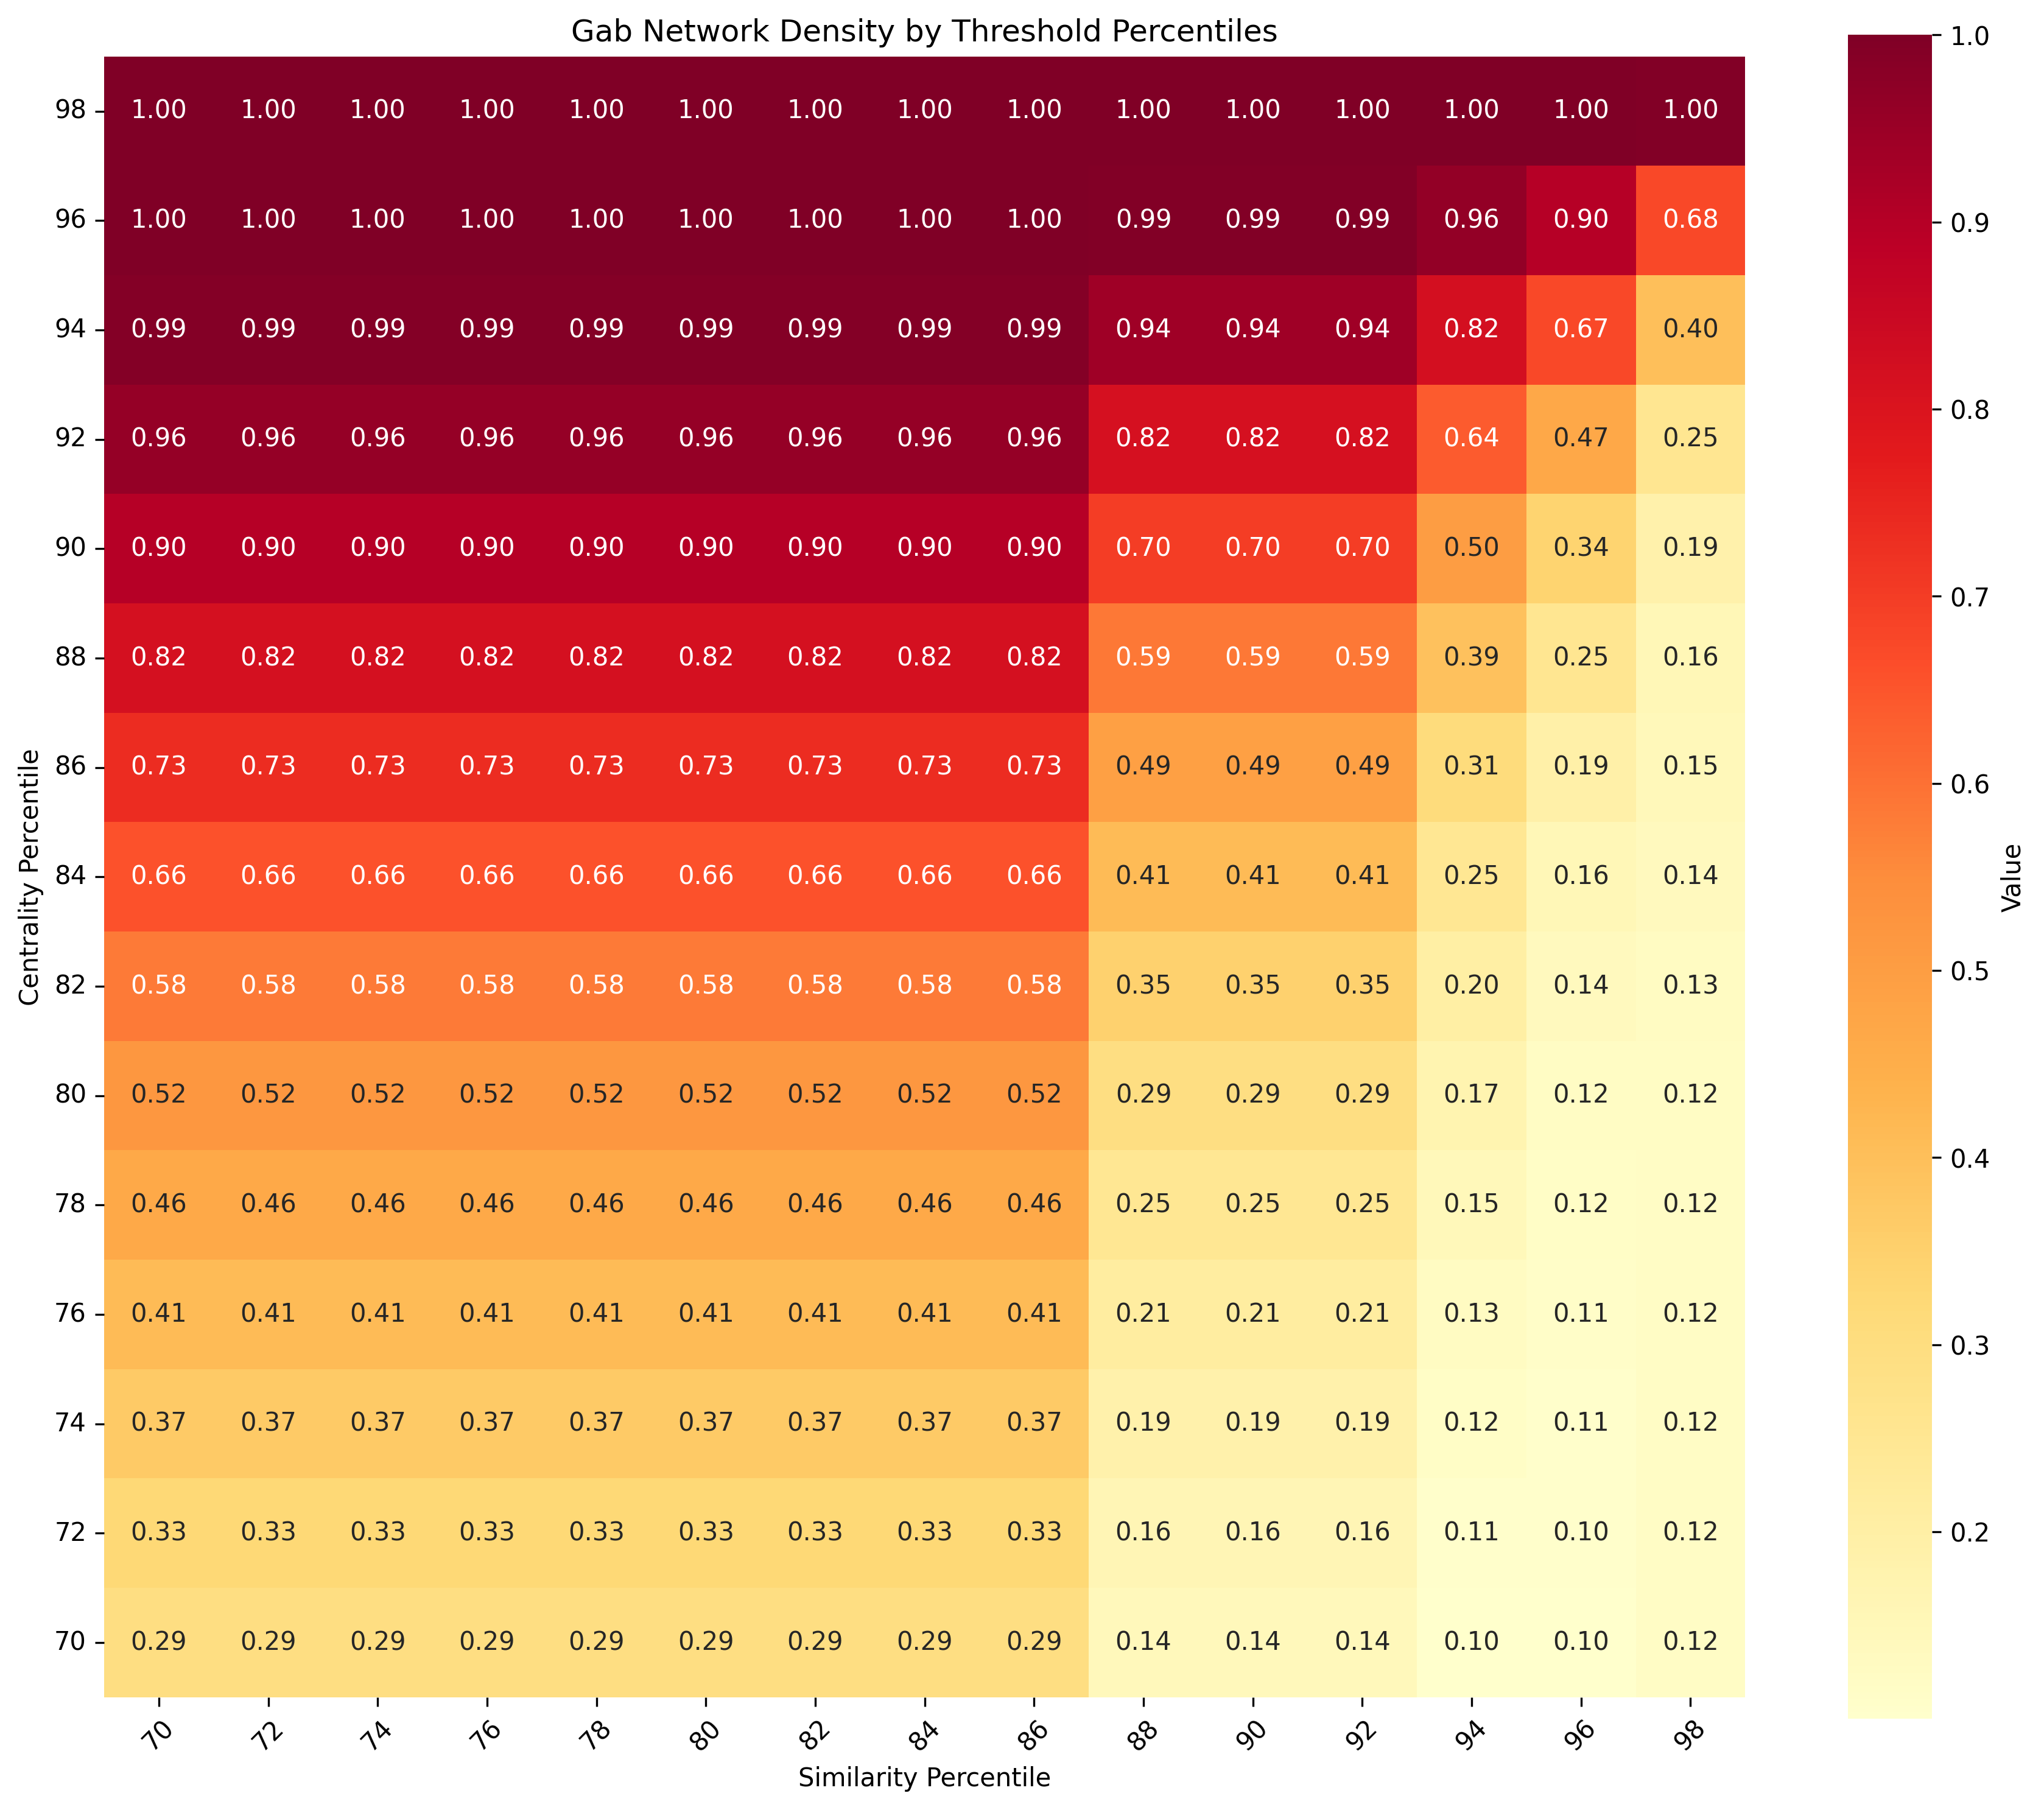 Gab Network Density by Threshold Percentiles
98 1.00 1.00 1.00 1.00 1.00 1.00 1.00 1.00 1.00 1.00 1.00 1.00 1.00 1.00 1.00
96 1.00 1.00 1.00 1.00 1.00 1.00 1.00 1.00 1.00 0.99 0.99 0.99 0.96 0.90 0.68
94 0.99 0.99 0.99 0.99 0.99 0.99 0.99 0.99 0.99 0.94 0.94 0.94 0.82 0.67 0.40
92 0.96 0.96 0.96 0.96 0.96 0.96 0.96 0.96 0.96 0.82 0.82 0.82 0.64 0.47 0.25
90 0.90 0.90 0.90 0.90 0.90 0.90 0.90 0.90 0.90 0.70 0.70 0.70 0.50 0.34 0.19
88 0.82 0.82 0.82 0.82 0.82 0.82 0.82 0.82 0.82 0.59 0.59 0.59 0.39 0.25 0.16
86 0.73 0.73 0.73 0.73 0.73 0.73 0.73 0.73 0.73 0.49 0.49 0.49 0.31 0.19 0.15
84 0.66 0.66 0.66 0.66 0.66 0.66 0.66 0.66 0.66 0.41 0.41 0.41 0.25 0.16 0.14
82 0.58 0.58 0.58 0.58 0.58 0.58 0.58 0.58 0.58 0.35 0.35 0.35 0.20 0.14 0.13
80 0.52 0.52 0.52 0.52 0.52 0.52 0.52 0.52 0.52 0.29 0.29 0.29 0.17 0.12 0.12
78 0.46 0.46 0.46 0.46 0.46 0.46 0.46 0.46 0.46 0.25 0.25 0.25 0.15 0.12 0.12
76 0.41 0.41 0.41 0.41 0.41 0.41 0.41 0.41 0.41 0.21 0.21 0.21 0.13 0.11 0.12
74 0.37 0.37 0.37 0.37 0.37 0.37 0.37 0.37 0.37 0.19 0.19 0.19 0.12 0.11 0.12
72 0.33 0.33 0.33 0.33 0.33 0.33 0.33 0.33 0.33 0.16 0.16 0.16 0.11 0.10 0.12
70 0.29 0.29 0.29 0.29 0.29 0.29 0.29 0.29 0.29 0.14 0.14 0.14 0.10 0.10 0.12
70 72 74 76 78 80 82 84 86 88 90 92 94 96 98
Similarity Percentile
Centrality Percentile
1.0
0.9
0.8
0.7
0.6
0.5
0.4
0.3
0.2
Value